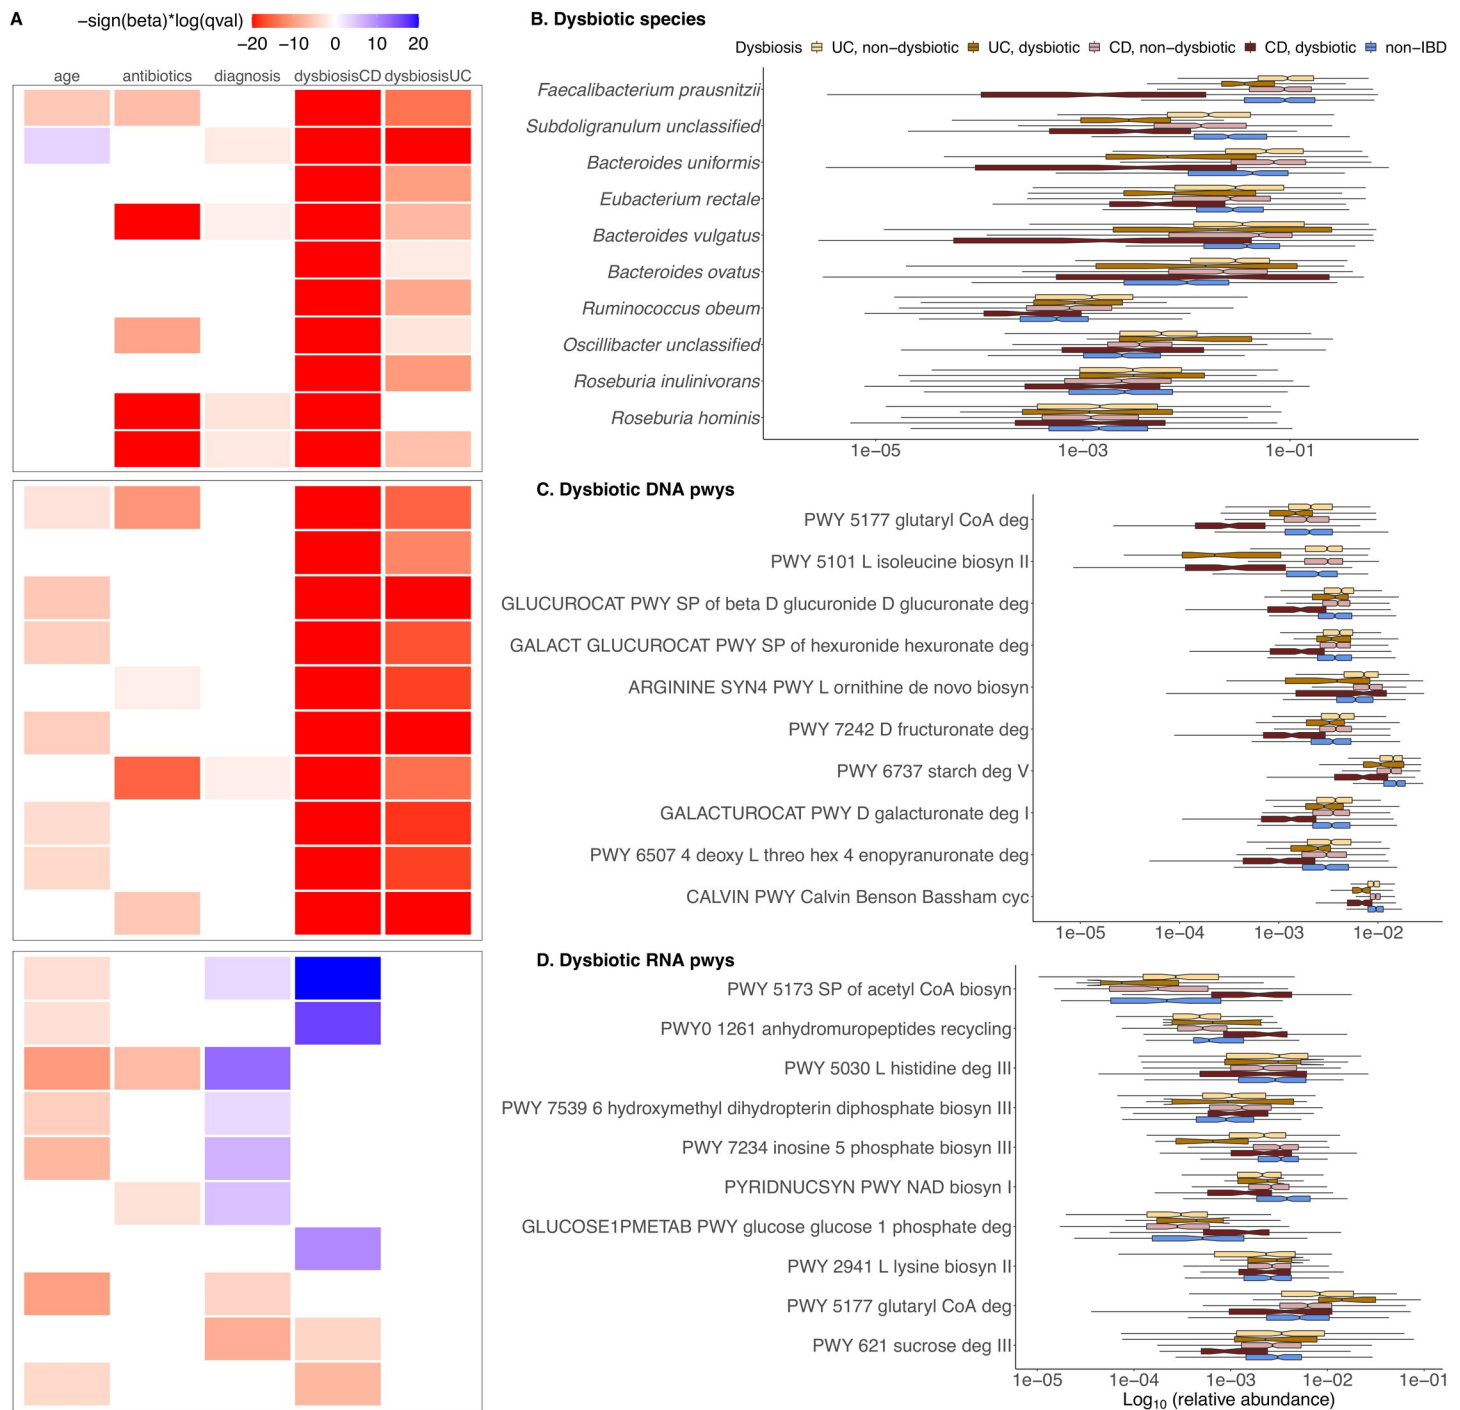 A
−sign(beta)*log(qval)
−20 −10 0 10 20
age antibiotics diagnosis dysbiosisCD dysbiosisUC
B. Dysbiotic species
Dysbiosis UC, non−dysbiotic UC, dysbiotic CD, non−dysbiotic CD, dysbiotic non−IBD
Faecalibacterium prausnitzii
Subdoligranulum unclassified
Bacteroides uniformis
Eubacterium rectale
Bacteroides vulgatus
Bacteroides ovatus
Ruminococcus obeum
Oscillibacter unclassified
Roseburia inulinivorans
Roseburia hominis
1e−05 1e−03 1e−01
C. Dysbiotic DNA pwys
PWY 5177 glutaryl CoA deg
PWY 5101 L isoleucine biosyn II
GLUCUROCAT PWY SP of beta D glucuronide D glucuronate deg
GALACT GLUCUROCAT PWY SP of hexuronide hexuronate deg
ARGININE SYN4 PWY L ornithine de novo biosyn
PWY 7242 D fructuronate deg
PWY 6737 starch deg V
GALACTUROCAT PWY D galacturonate deg I
PWY 6507 4 deoxy L threo hex 4 enopyranuronate deg
CALVIN PWY Calvin Benson Bassham cyc
1e−05 1e−04 1e−03 1e−02
D. Dysbiotic RNA pwys
PWY 5173 SP of acetyl CoA biosyn
PWY0 1261 anhydromuropeptides recycling
PWY 5030 L histidine deg III
PWY 7539 6 hydroxymethyl dihydropterin diphosphate biosyn III
PWY 7234 inosine 5 phosphate biosyn III
PYRIDNUCSYN PWY NAD biosyn I
GLUCOSE1PMETAB PWY glucose glucose 1 phosphate deg
PWY 2941 L lysine biosyn II
PWY 5177 glutaryl CoA deg
PWY 621 sucrose deg III
1e−05 1e−04 1e−03 1e−02 1e−01
Log10 (relative abundance)